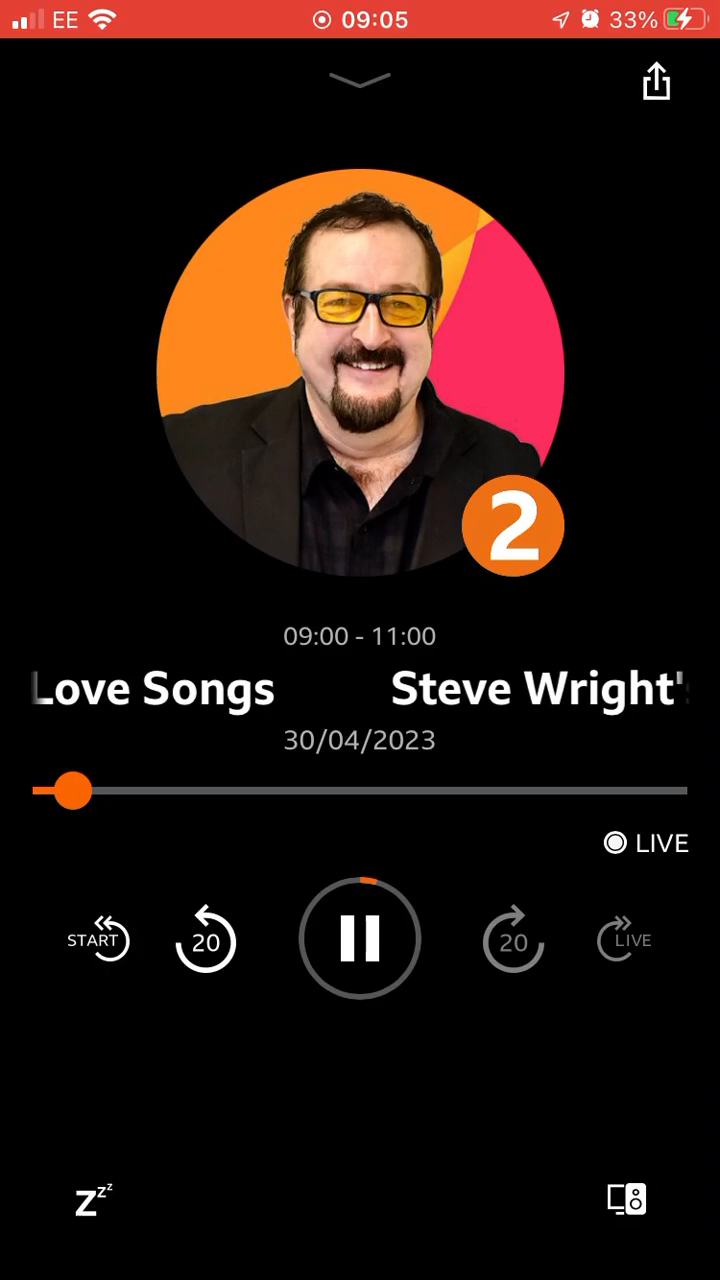 EE 09:05 33%
2
09:00 - 11:00
Love Songs Steve Wright'
30/04/2023
LIVE
START 20 20 LIVE
zzz